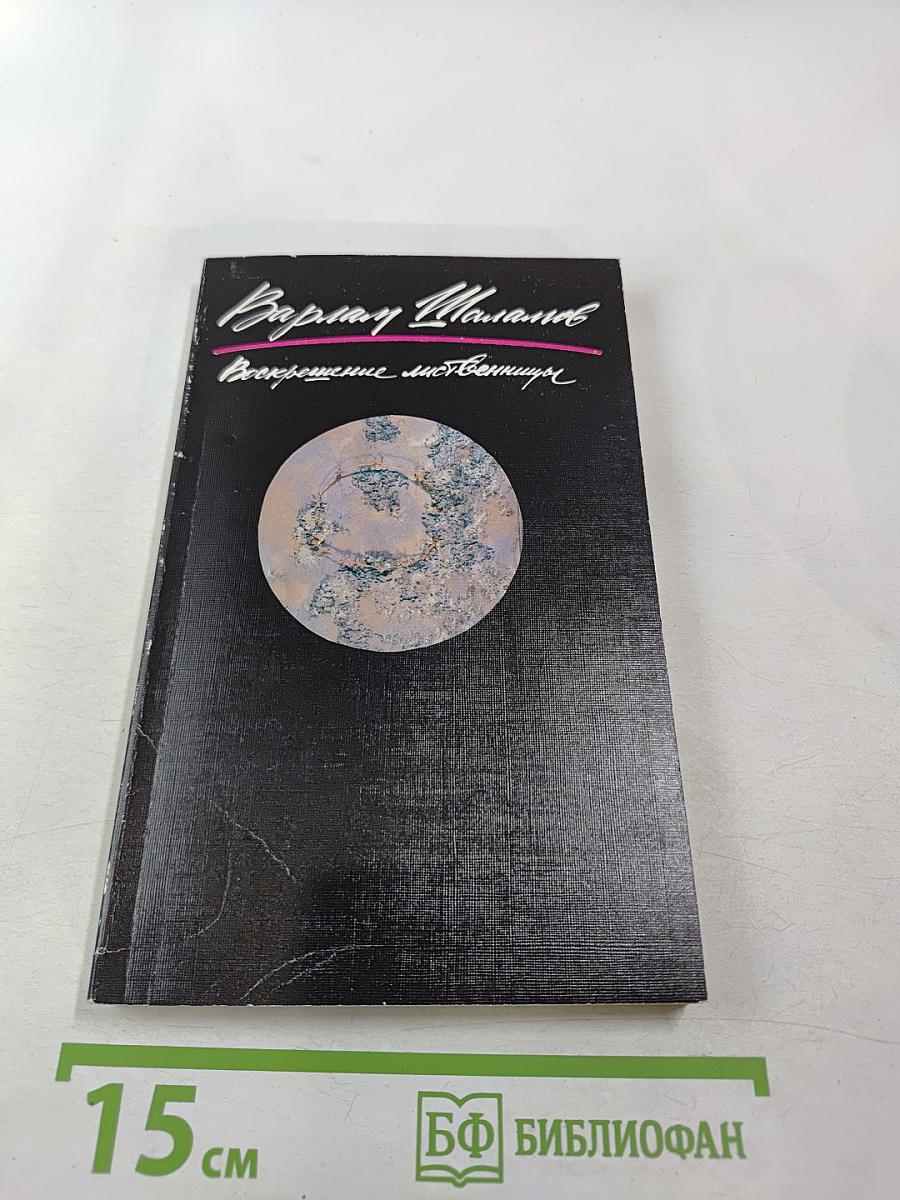 Варлам Шаламов
Воскрешение лиственницы
15 см
БФ БИБЛИОФАН